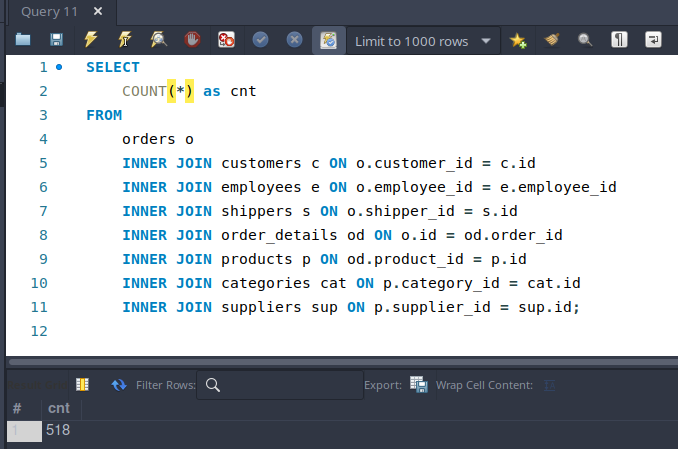 Query 11
Limit to 1000 rows
1 SELECT
2 COUNT(*) as cnt
3 FROM
4 orders o
5 INNER JOIN customers c ON o.customer_id = c.id
6 INNER JOIN employees e ON o.employee_id = e.employee_id
7 INNER JOIN shippers s ON o.shipper_id = s.id
8 INNER JOIN order_details od ON o.id = od.order_id
9 INNER JOIN products p ON od.product_id = p.id
10 INNER JOIN categories cat ON p.category_id = cat.id
11 INNER JOIN suppliers sup ON p.supplier_id = sup.id;
12
Filter Rows: Export: Wrap Cell Content:
# cnt
1 518